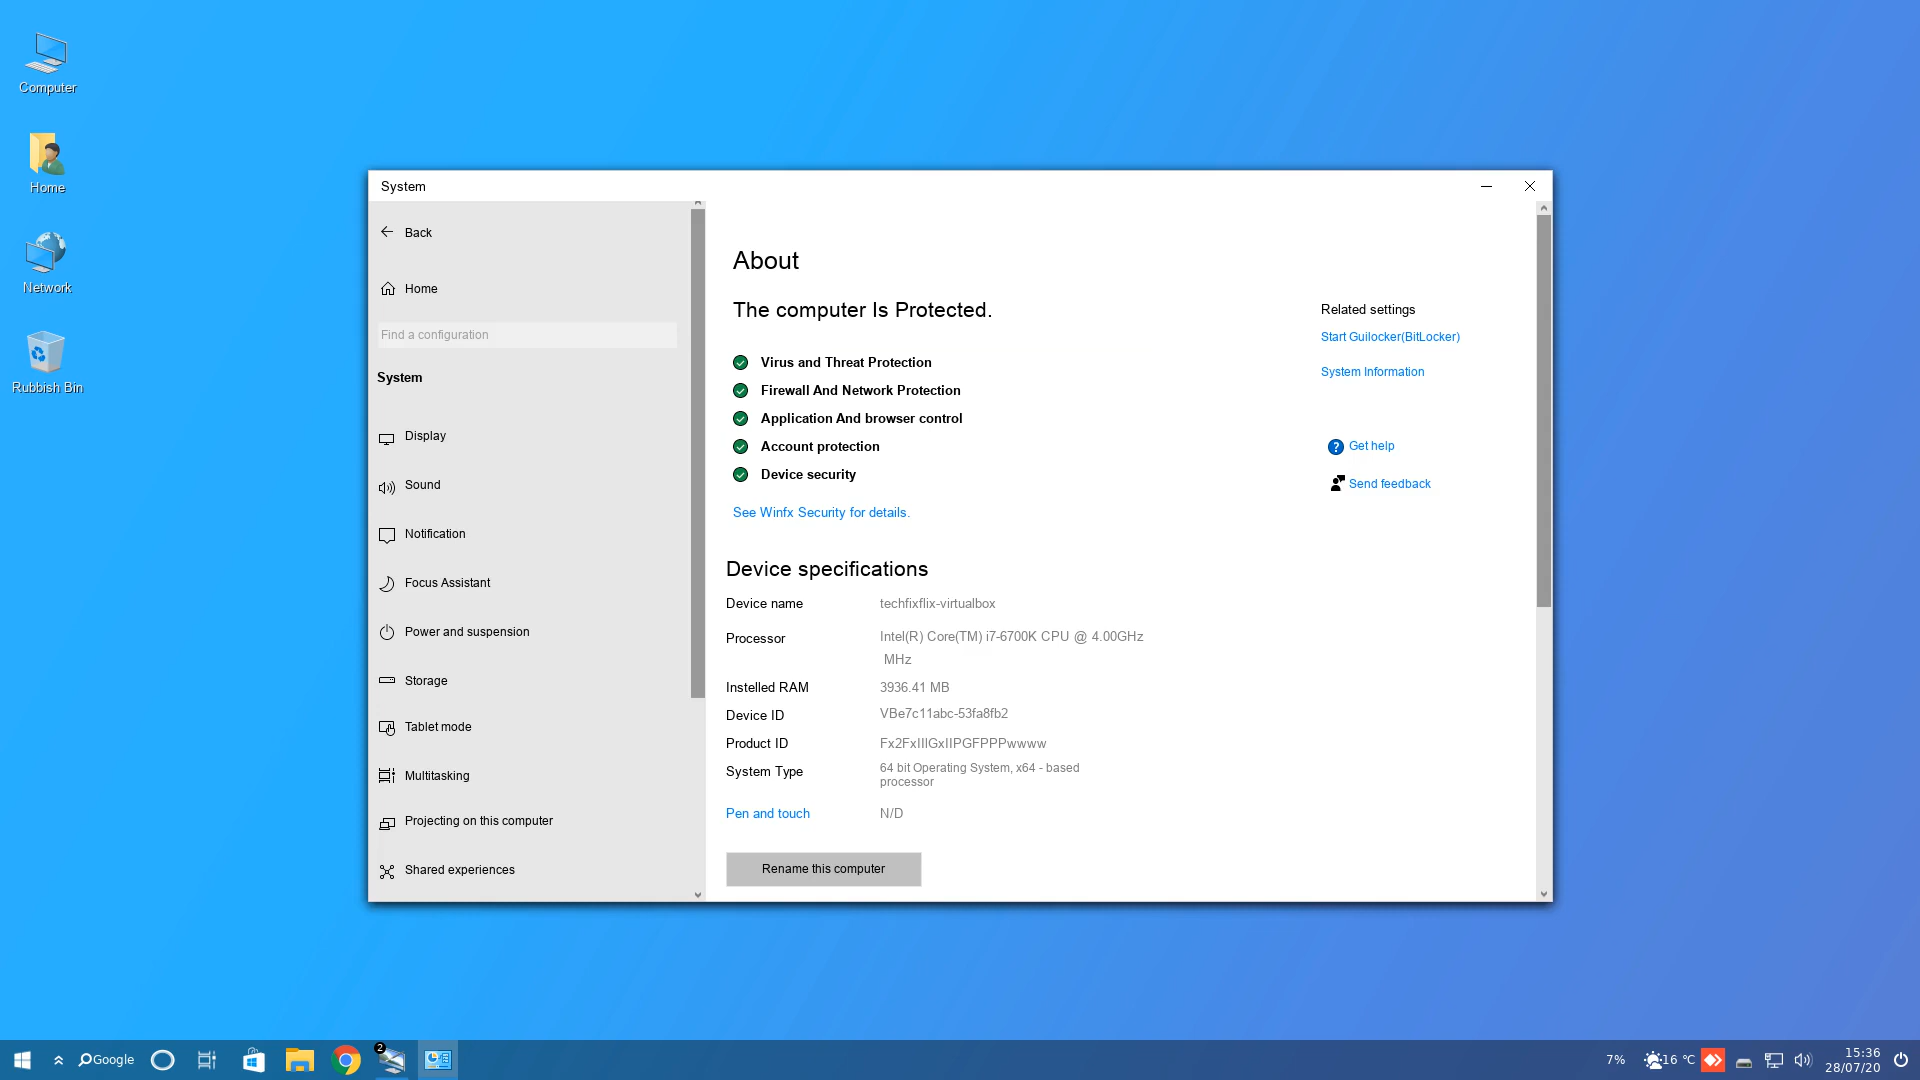 Computer
Home
Network
Rubbish Bin
System
Back
Home
Find a configuration
System
Display
Sound
Notification
Focus Assistant
Power and suspension
Storage
Tablet mode
Multitasking
Projecting on this computer
Shared experiences
About
The computer Is Protected.
Virus and Threat Protection
Firewall And Network Protection
Application And browser control
Account protection
Device security
See Winfx Security for details.
Device specifications
Device name techfixflix-virtualbox
Processor Intel(R) Core(TM) i7-6700K CPU @ 4.00GHz
MHz
Instelled RAM 3936.41 MB
Device ID VBe7c11abc-53fa8fb2
Product ID Fx2FxIIlGxIIPGFPPPwwww
System Type 64 bit Operating System, x64 - based
processor
Pen and touch N/D
Rename this computer
Related settings
Start Guilocker(BitLocker)
System Information
Get help
Send feedback
Google
2
7%
16 °C
15:36
28/07/20